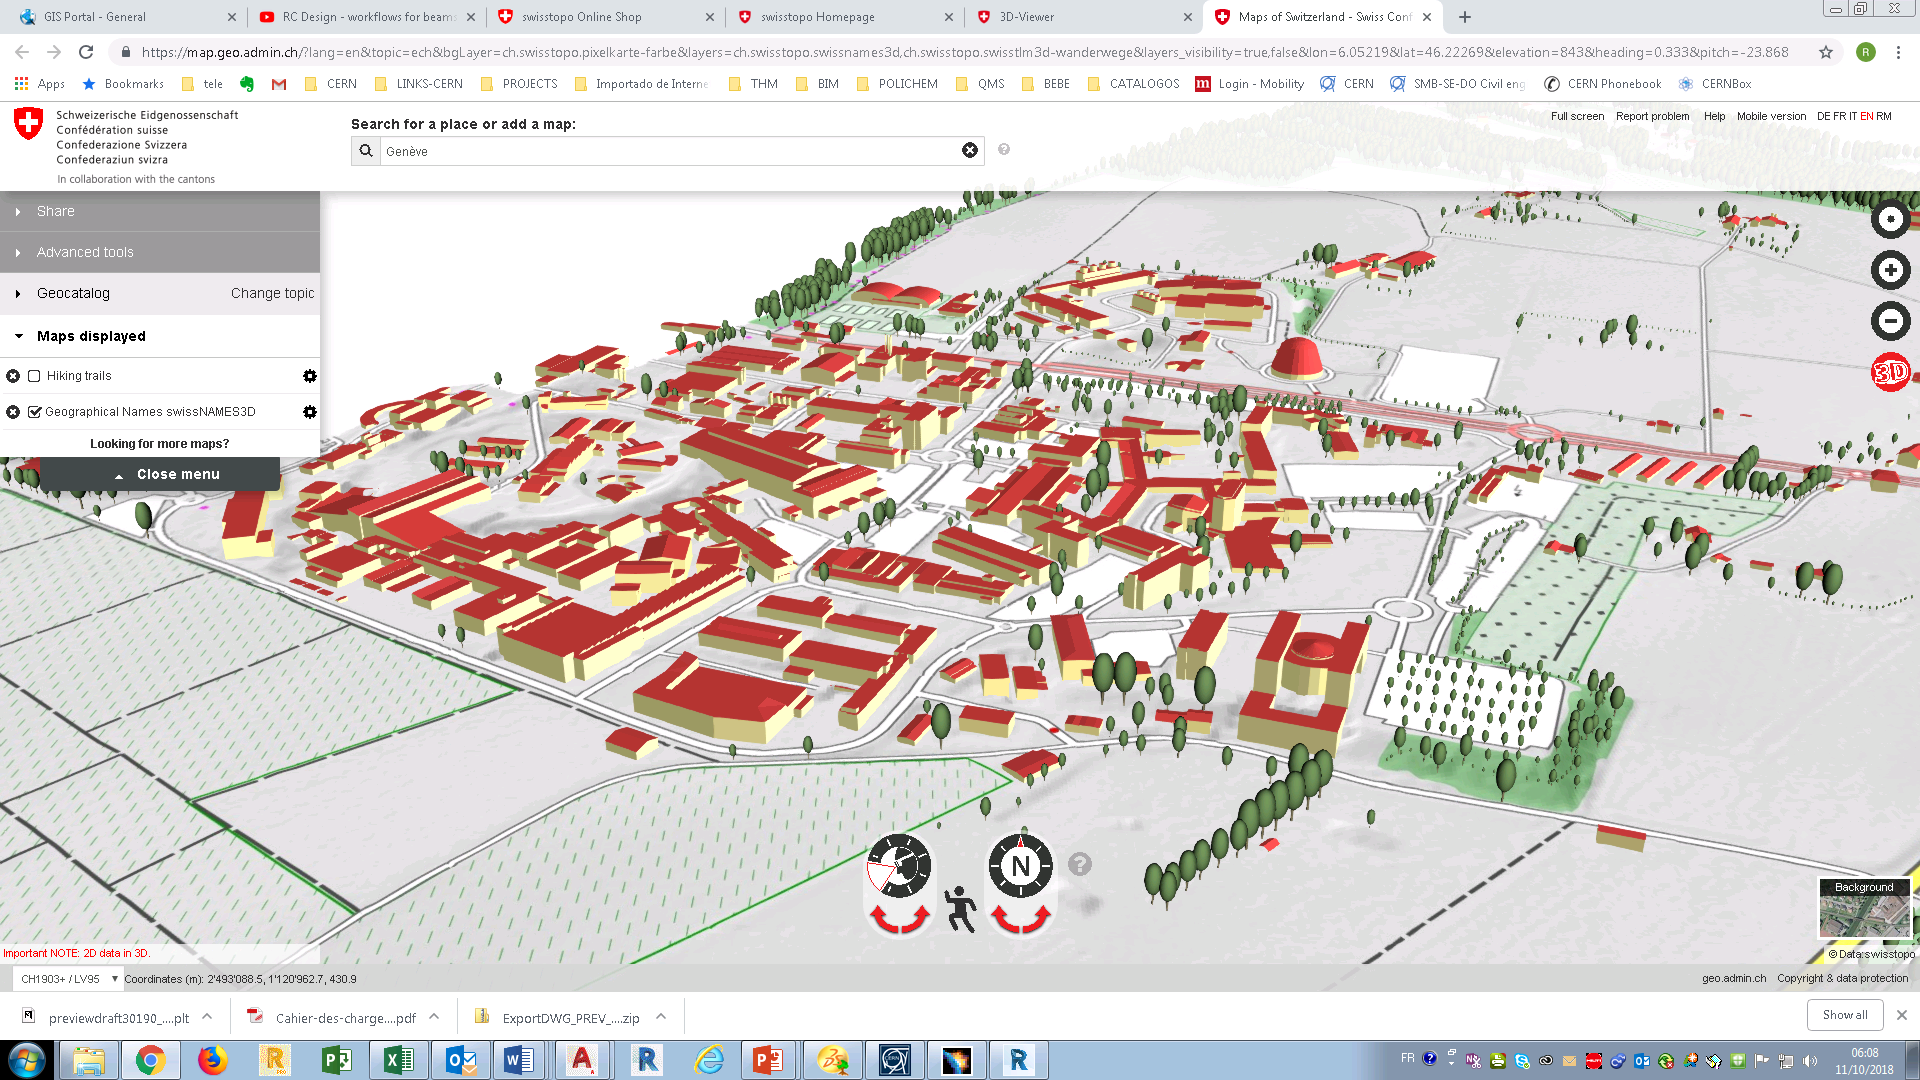 GIS Portal - General
RC Design - workflows for beams
swisstopo Online Shop
swisstopo Homepage
3D-Viewer
Maps of Switzerland - Swiss Conf
https://map.geo.admin.ch/?lang=en&topic=ech&bgLayer=ch.swisstopo.pixelkarte-farbe&layers=ch.swisstopo.swissnames3d,ch.swisstopo.swisstlm3d-wanderwege&layers_visibility=true,false&lon=6.05219&lat=46.22269&elevation=843&heading=0.333&pitch=-23.868
R
Apps Bookmarks tele CERN LINKS-CERN PROJECTS Importado de Interne THM BIM POLICHEM QMS BEBE CATALOGOS Login - Mobility CERN SMB-SE-DO Civil eng CERN Phonebook CERNBox
Schweizerische Eidgenossenschaft
Confédération suisse
Confederazione Svizzera
Confederaziun svizra
In collaboration with the cantons
Search for a place or add a map:
Genève
Full screen Report problem Help Mobile version DE FR IT EN RM
Share
Advanced tools
Geocatalog Change topic
Maps displayed
Hiking trails
Geographical Names swissNAMES3D
Looking for more maps?
Close menu
3D
N
Background
Important NOTE: 2D data in 3D.
© Data:swisstopo
CH1903+ / LV95 Coordinates (m): 2'493'088.5, 1'120'962.7, 430.9
geo.admin.ch Copyright & data protection
previewdraft30190_....plt
Cahier-des-charge....pdf
ExportDWG_PREV_....zip
Show all
FR
06:08
11/10/2018